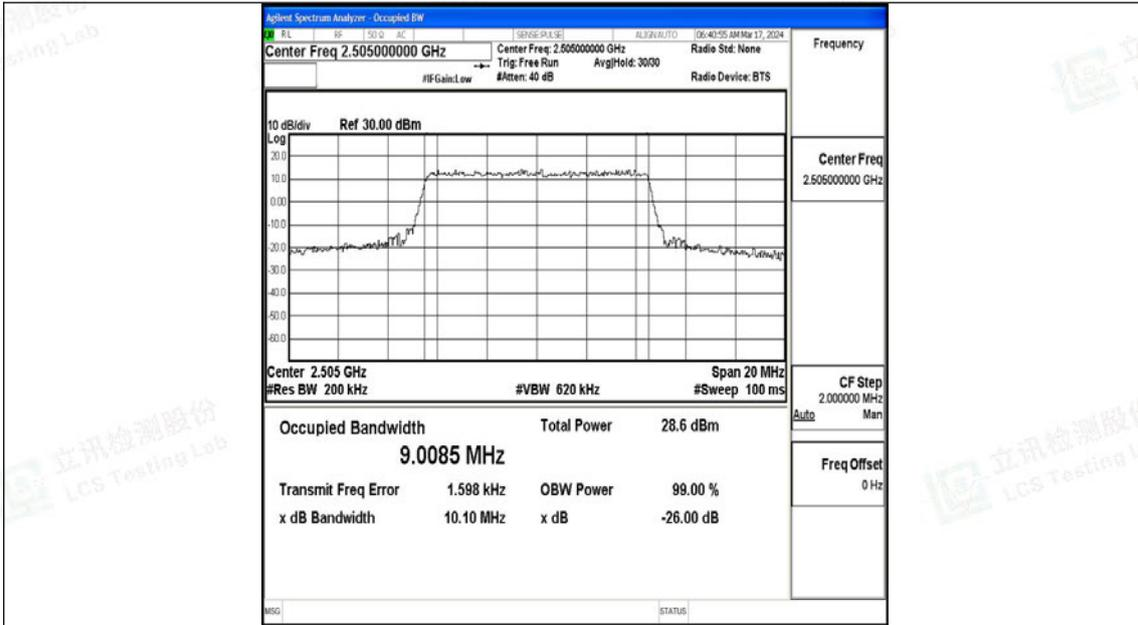 Agilent Spectrum Analyzer - Occupied BW
RL RF 50 Ω AC SENSE:PULSE ALIGN AUTO 06:40:55 AM Mar 17, 2024
Center Freq 2.505000000 GHz
Center Freq: 2.505000000 GHz
Radio Std: None
Trig: Free Run Avg|Hold: 30/30
#IFGain:Low #Atten: 40 dB Radio Device: BTS
Frequency
10 dB/div Ref 30.00 dBm
Log
20.0
10.0
0.00
-10.0
-20.0
-30.0
-40.0
-50.0
-60.0
Center 2.505 GHz Span 20 MHz
#Res BW 200 kHz #VBW 620 kHz #Sweep 100 ms
Center Freq
2.505000000 GHz
CF Step
2.000000 MHz
Auto Man
Freq Offset
0 Hz
Occupied Bandwidth Total Power 28.6 dBm
9.0085 MHz
Transmit Freq Error 1.598 kHz OBW Power 99.00 %
x dB Bandwidth 10.10 MHz x dB -26.00 dB
MSG STATUS
立讯检测股份
LCS Testing Lab
立讯检测股份
LCS Testing L
sting Lab